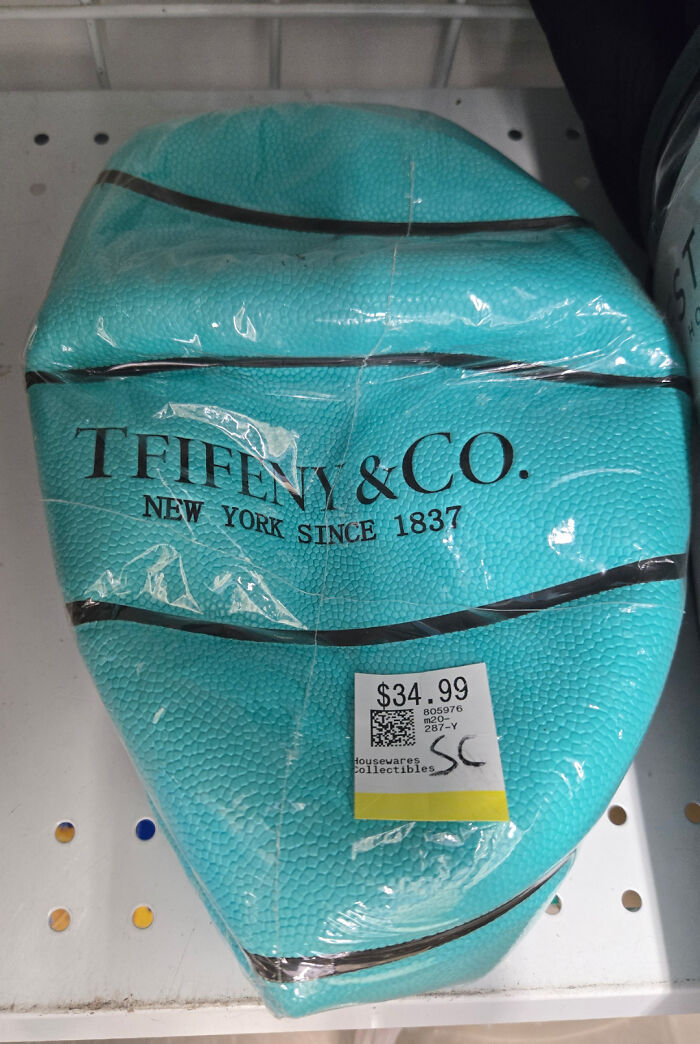 TFIFENY & CO.
NEW YORK SINCE 1837
$34.99
805976
m20-
287-Y
Housewares
Collectibles
SC
T
S